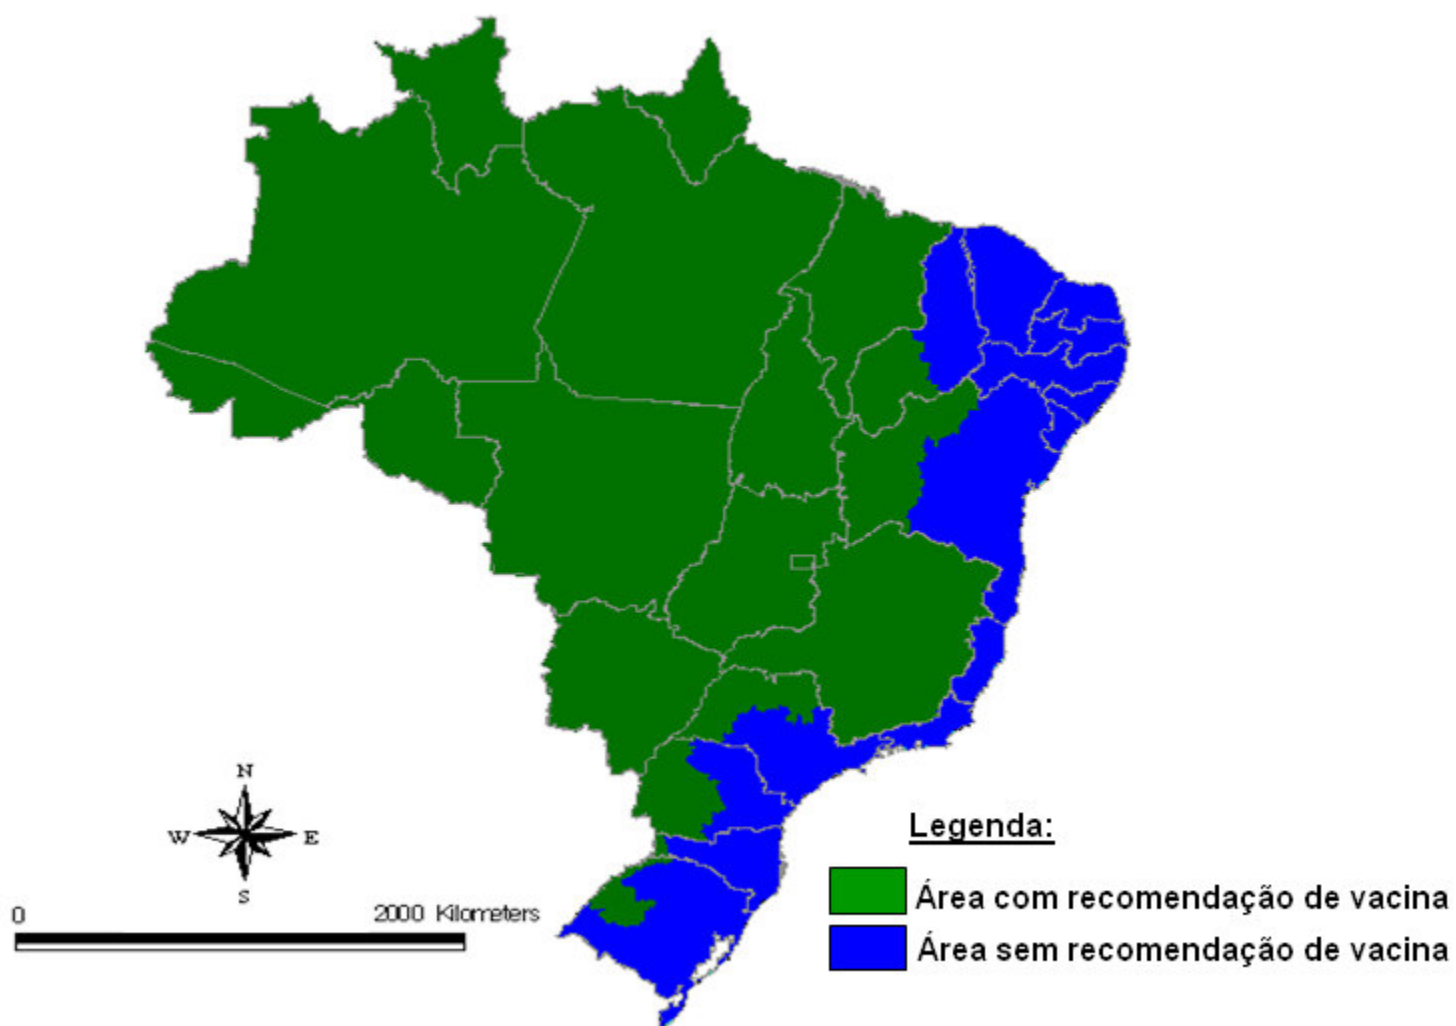 N
W E
S
0 2000 Kilometers
Legenda:
Área com recomendação de vacina
Área sem recomendação de vacina